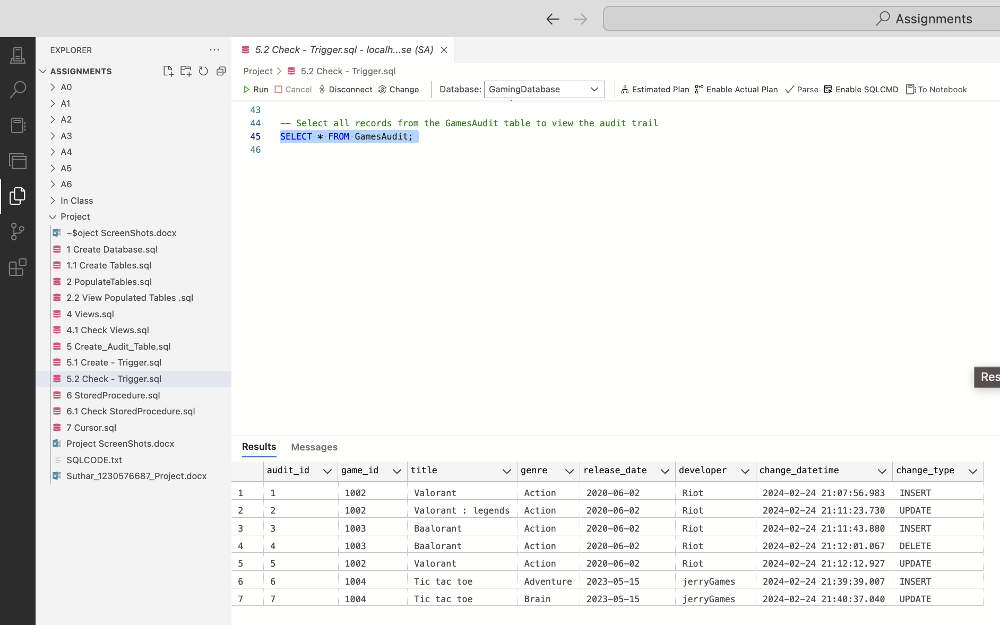 Assignments
EXPLORER
ASSIGNMENTS
A0
A1
A2
A3
A4
A5
A6
In Class
Project
~$oject ScreenShots.docx
1 Create Database.sql
1.1 Create Tables.sql
2 PopulateTables.sql
2.2 View Populated Tables .sql
4 Views.sql
4.1 Check Views.sql
5 Create_Audit_Table.sql
5.1 Create - Trigger.sql
5.2 Check - Trigger.sql
6 StoredProcedure.sql
6.1 Check StoredProcedure.sql
7 Cursor.sql
Project ScreenShots.docx
SQLCODE.txt
Suthar_1230576687_Project.docx
5.2 Check - Trigger.sql - localh...se (SA)
Project > 5.2 Check - Trigger.sql
Run Cancel Disconnect Change Database: GamingDatabase Estimated Plan Enable Actual Plan Parse Enable SQLCMD To Notebook
43
44 -- Select all records from the GamesAudit table to view the audit trail
45 SELECT * FROM GamesAudit;
46
Res
Results Messages
audit_id game_id title genre release_date developer change_datetime change_type
1 1 1002 Valorant Action 2020-06-02 Riot 2024-02-24 21:07:56.983 INSERT
2 2 1002 Valorant : legends Action 2020-06-02 Riot 2024-02-24 21:11:23.730 UPDATE
3 3 1003 Baalorant Action 2020-06-02 Riot 2024-02-24 21:11:43.880 INSERT
4 4 1003 Baalorant Action 2020-06-02 Riot 2024-02-24 21:12:01.067 DELETE
5 5 1002 Valorant Action 2020-06-02 Riot 2024-02-24 21:12:12.927 UPDATE
6 6 1004 Tic tac toe Adventure 2023-05-15 jerryGames 2024-02-24 21:39:39.007 INSERT
7 7 1004 Tic tac toe Brain 2023-05-15 jerryGames 2024-02-24 21:40:37.040 UPDATE